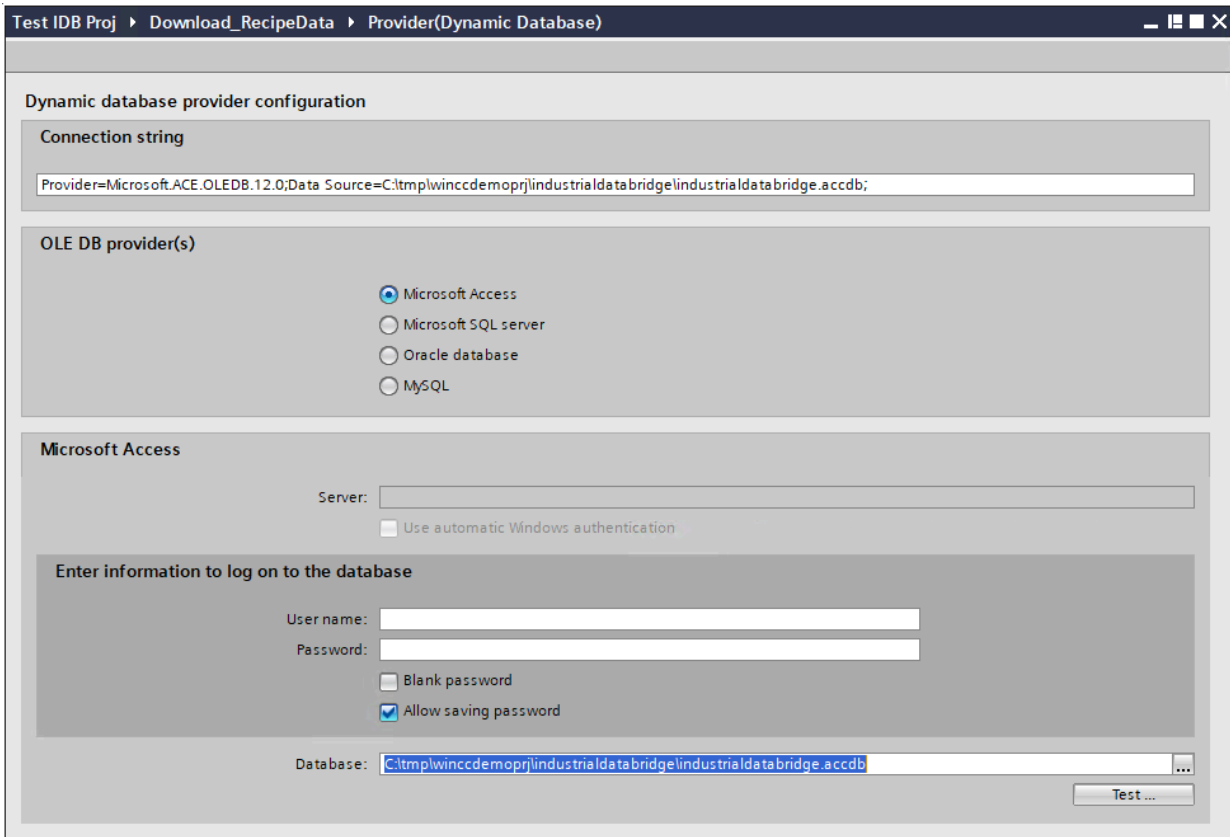 Test IDB Proj ▸ Download_RecipeData ▸ Provider(Dynamic Database)
Dynamic database provider configuration
Connection string
Provider=Microsoft.ACE.OLEDB.12.0;Data Source=C:\tmp\winccdemoprj\industrialdatabridge\industrialdatabridge.accdb;
OLE DB provider(s)
Microsoft Access
Microsoft SQL server
Oracle database
MySQL
Microsoft Access
Server:
Use automatic Windows authentication
Enter information to log on to the database
User name:
Password:
Blank password
Allow saving password
Database: C:\tmp\winccdemoprj\industrialdatabridge\industrialdatabridge.accdb ...
Test ...